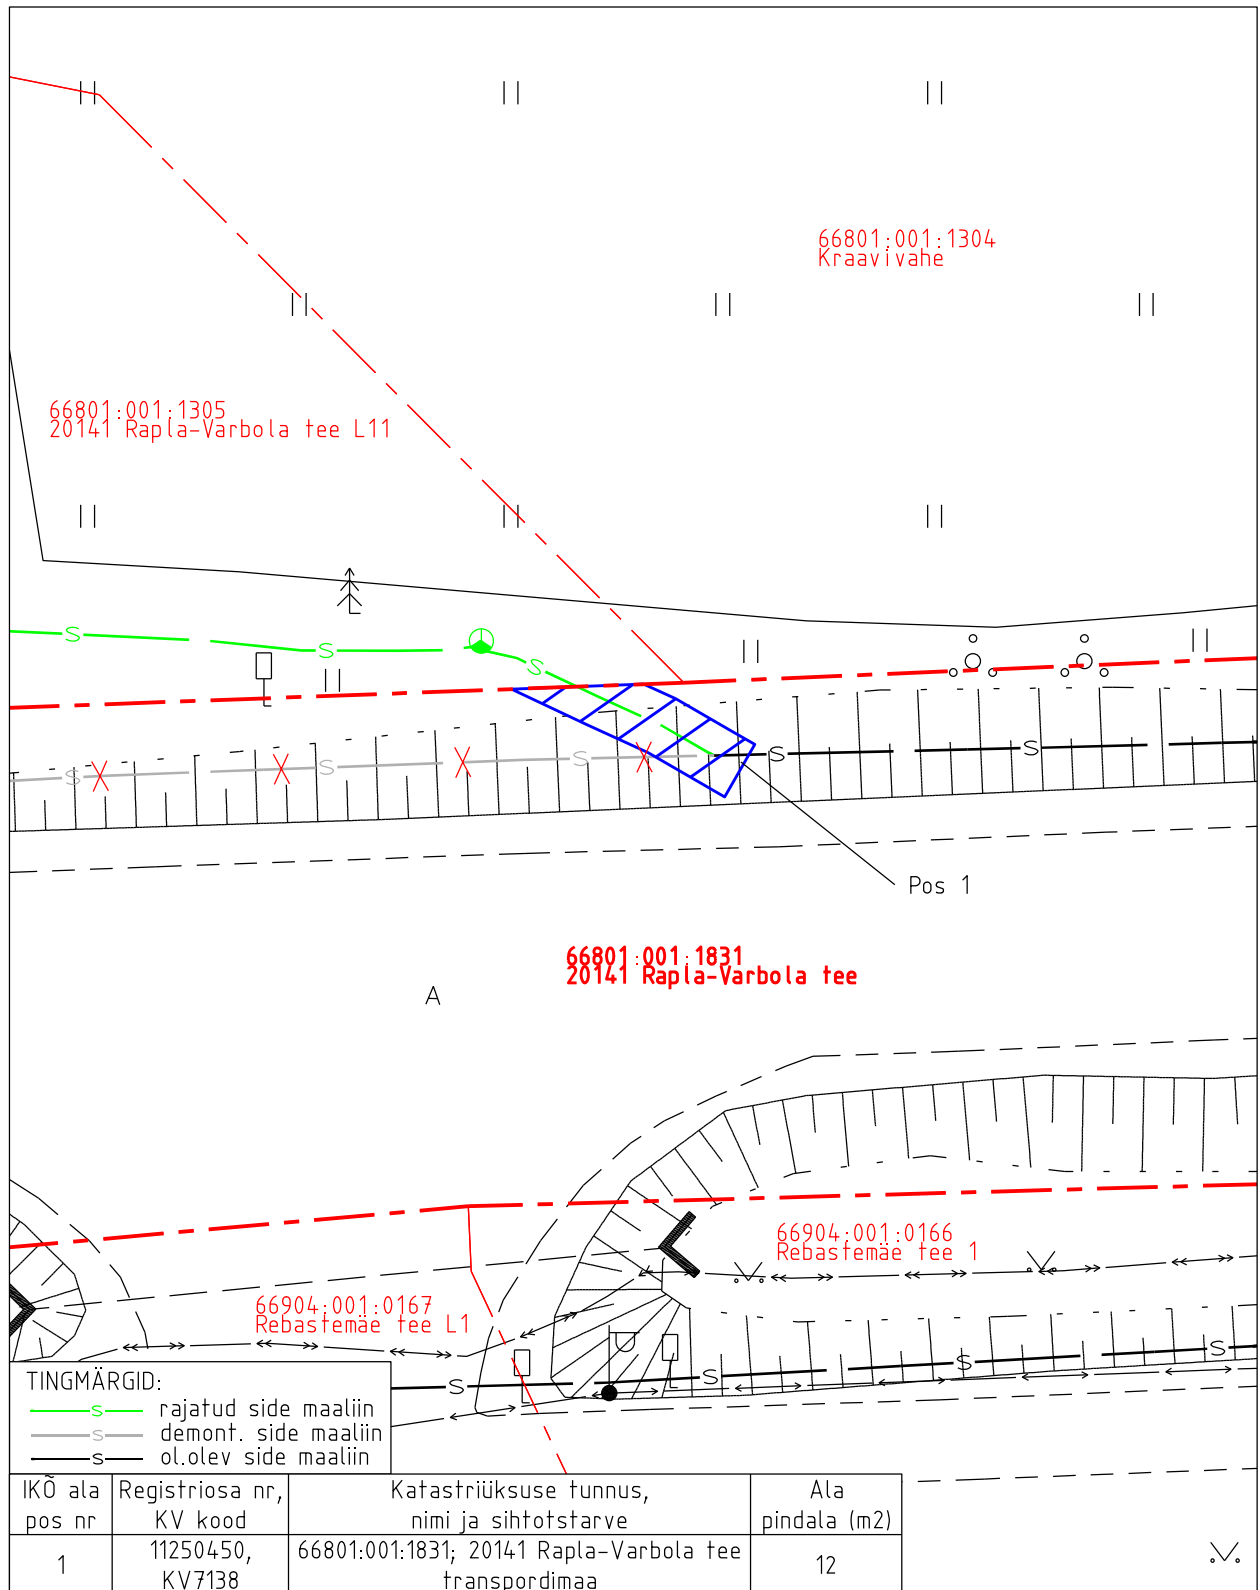 66801:001:1304
Kraavivahe
66801:001:1305
20141 Rapla-Varbola tee L11
S
S
S
S
S
S
S
S
Pos 1
66801:001:1831
20141 Rapla-Varbola tee
A
66904:001:0166
Rebastemäe tee 1
66904:001:0167
Rebastemäe tee L1
S
S
S
S
TINGMÄRGID:
S rajatud side maaliin
S demont. side maaliin
S ol.olev side maaliin
IKÕ ala pos nr
Registriosa nr, KV kood
Katastriüksuse tunnus, nimi ja sihtotstarve
Ala pindala (m2)
1
11250450, KV7138
66801:001:1831; 20141 Rapla-Varbola tee transpordimaa
12